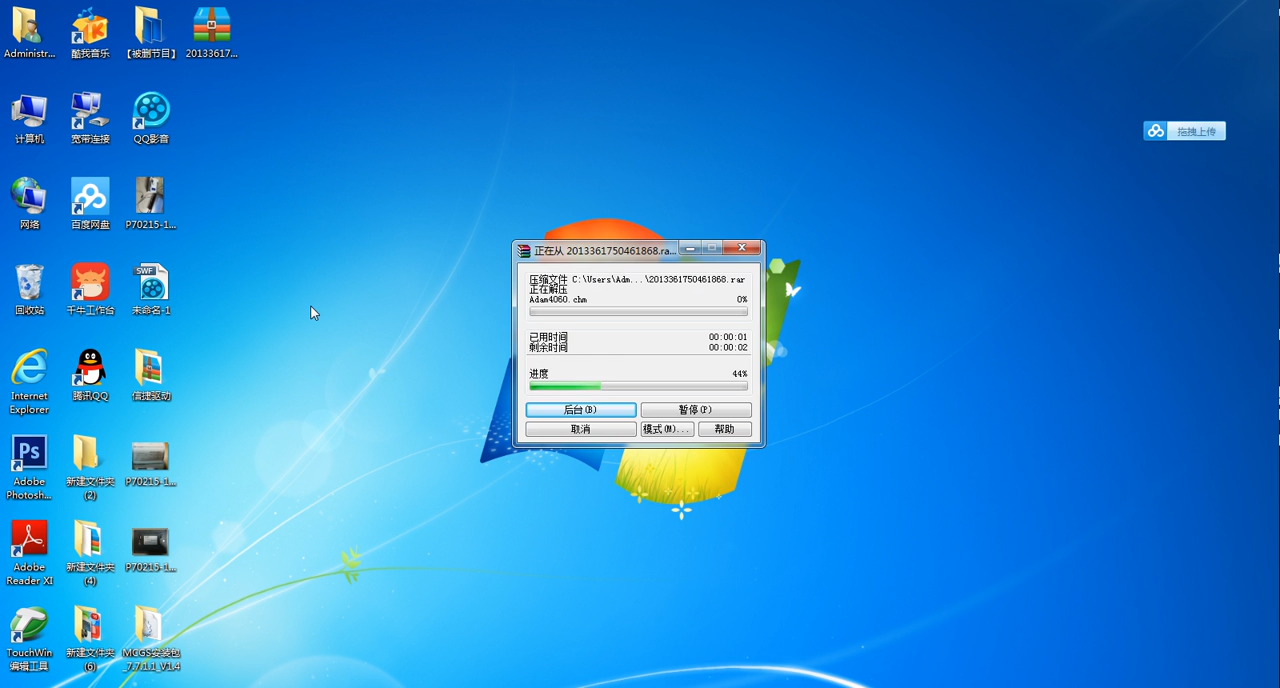 Administr...
酷我音乐
【被删节目】
20133617...
计算机
宽带连接
QQ影音
拖拽上传
网络
百度网盘
P70215-1...
正在从 2013361750461868.ra...
压缩文件 C:\Users\Adm...\2013361750461868.rar
正在解压
Adam4060.chm 0%
已用时间 00:00:01
剩余时间 00:00:02
进度 44%
后台(B) 暂停(P)
取消 模式(M)... 帮助
回收站
千牛工作台
SWF
未命名-1
Internet
Explorer
腾讯QQ
信捷驱动
Ps
Adobe
Photosh...
新建文件夹
(2)
P70215-1...
Adobe
Reader XI
新建文件夹
(4)
P70215-1...
TouchWin
编辑工具
新建文件夹
(6)
MCGS安装包
_7.7.1.1_V1.4